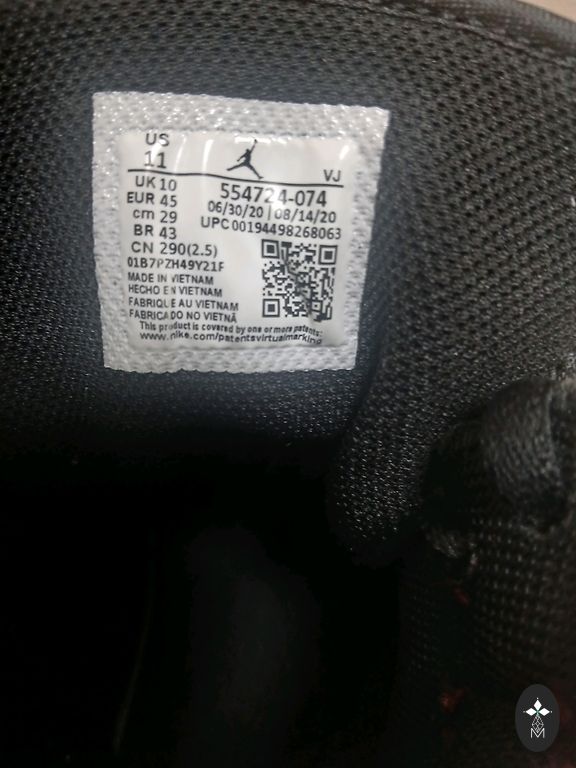 US
11
VJ
UK 10
554724-074
EUR 45
06/30/20 | 08/14/20
cm 29
UPC 00194498268063
BR 43
CN 290(2.5)
01B7PZH49Y21F
MADE IN VIETNAM
HECHO EN VIETNAM
FABRIQUE AU VIETNAM
FABRICADO NO VIETNÃ
This product is covered by one or more patents:
www.nike.com/patentsvirtualmarking
M